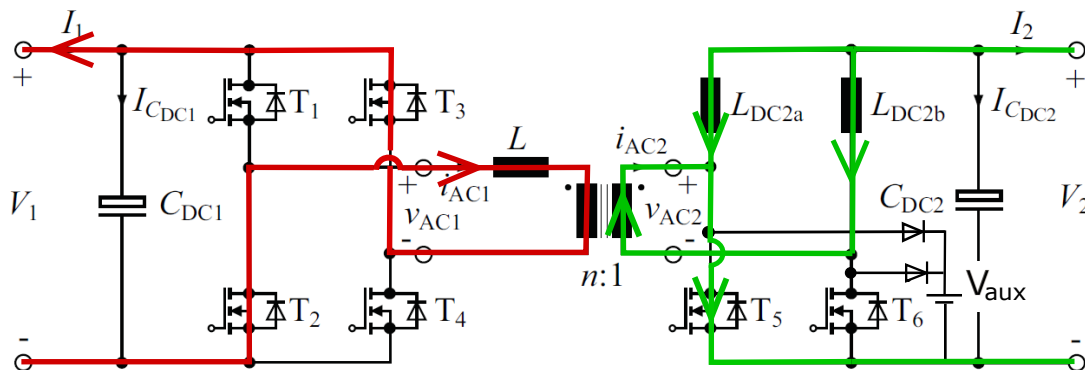 I1
+
ICDC1
T1
T3
V1
CDC1
+
iAC1
L
vAC1
-
n:1
T2
T4
-
iAC2
+
vAC2
-
LDC2a
LDC2b
I2
+
ICDC2
CDC2
V2
Vaux
T5
T6
-